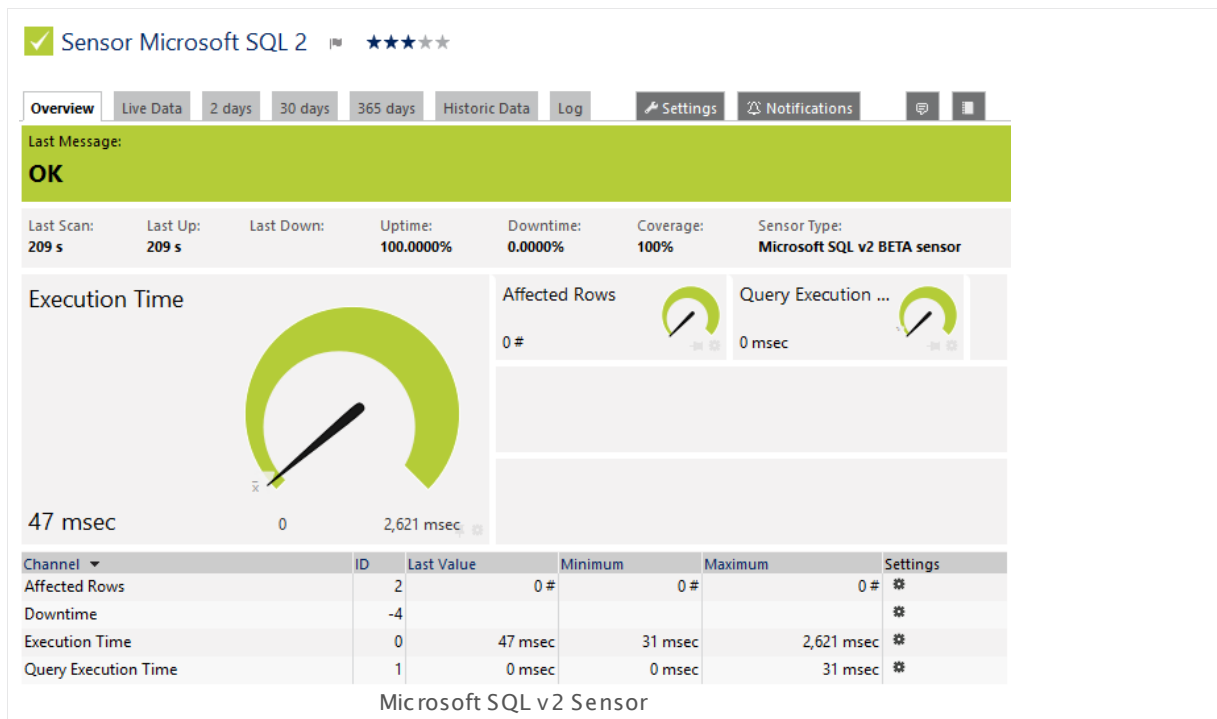 Sensor Microsoft SQL 2
Overview Live Data 2 days 30 days 365 days Historic Data Log Settings Notifications
Last Message:
OK
Last Scan: Last Up: Last Down: Uptime: Downtime: Coverage: Sensor Type:
209 s 209 s 100.0000% 0.0000% 100% Microsoft SQL v2 BETA sensor
Execution Time
Affected Rows
0 #
Query Execution ...
0 msec
x̄
47 msec 0 2,621 msec
Channel ID Last Value Minimum Maximum Settings
Affected Rows 2 0 # 0 # 0 #
Downtime -4
Execution Time 0 47 msec 31 msec 2,621 msec
Query Execution Time 1 0 msec 0 msec 31 msec
Microsoft SQL v2 Sensor